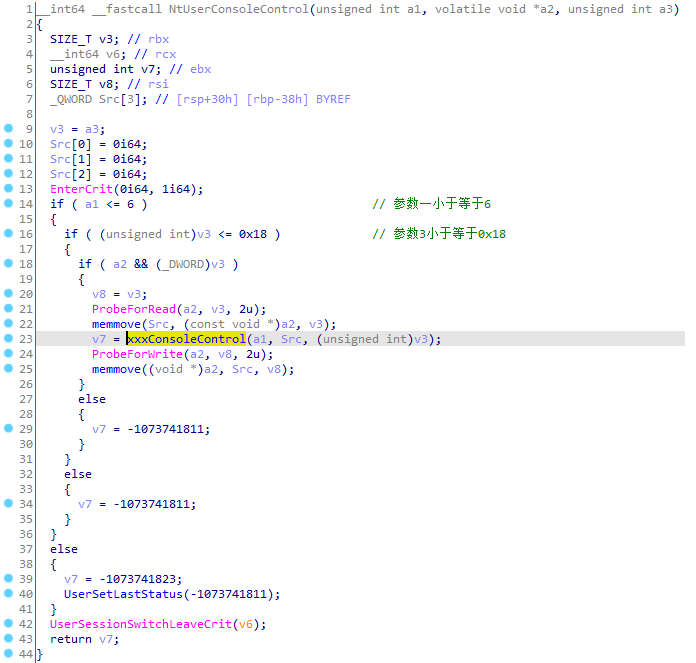 1 __int64 __fastcall NtUserConsoleControl(unsigned int a1, volatile void *a2, unsigned int a3)
2 {
3 SIZE_T v3; // rbx
4 __int64 v6; // rcx
5 unsigned int v7; // ebx
6 SIZE_T v8; // rsi
7 _QWORD Src[3]; // [rsp+30h] [rbp-38h] BYREF
8
9 v3 = a3;
10 Src[0] = 0i64;
11 Src[1] = 0i64;
12 Src[2] = 0i64;
13 EnterCrit(0i64, 1i64);
14 if ( a1 <= 6 ) // 参数一小于等于6
15 {
16 if ( (unsigned int)v3 <= 0x18 ) // 参数3小于等于0x18
17 {
18 if ( a2 && (_DWORD)v3 )
19 {
20 v8 = v3;
21 ProbeForRead(a2, v3, 2u);
22 memmove(Src, (const void *)a2, v3);
23 v7 = xxxConsoleControl(a1, Src, (unsigned int)v3);
24 ProbeForWrite(a2, v8, 2u);
25 memmove((void *)a2, Src, v8);
26 }
27 else
28 {
29 v7 = -1073741811;
30 }
31 }
32 else
33 {
34 v7 = -1073741811;
35 }
36 }
37 else
38 {
39 v7 = -1073741823;
40 UserSetLastStatus(-1073741811);
41 }
42 UserSessionSwitchLeaveCrit(v6);
43 return v7;
44 }